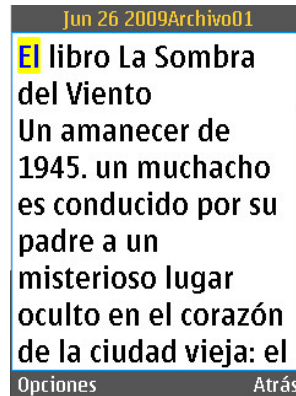 Jun 26 2009Archivo01
El libro La Sombra
del Viento
Un amanecer de
1945. un muchacho
es conducido por su
padre a un
misterioso lugar
oculto en el corazón
de la ciudad vieja: el
Opciones Atrás